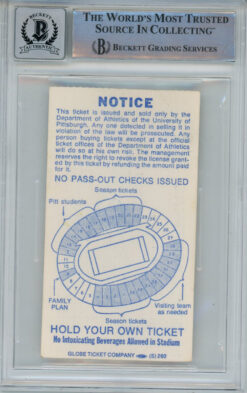 BECKETT
AUTHENTICATED
THE WORLD'S MOST TRUSTED
SOURCE IN COLLECTING™
B BECKETT GRADING SERVICES
NOTICE
This ticket is issued and sold only by the
Department of Athletics of the University of
Pittsburgh. Any one detected in selling it in
violation of the law will be prosecuted. Any
person buying tickets except at the official
ticket offices of the Department of Athletics
will do so at his own risk. The management
reserves the right to revoke the license grant-
ed by this ticket by refunding the amount paid
for it.
NO PASS-OUT CHECKS ISSUED
Season tickets
Pitt students
FAMILY
PLAN
Visiting team
as needed
Season tickets
HOLD YOUR OWN TICKET
No Intoxicating Beverages Allowed in Stadium
GLOBE TICKET COMPANY (S) 260